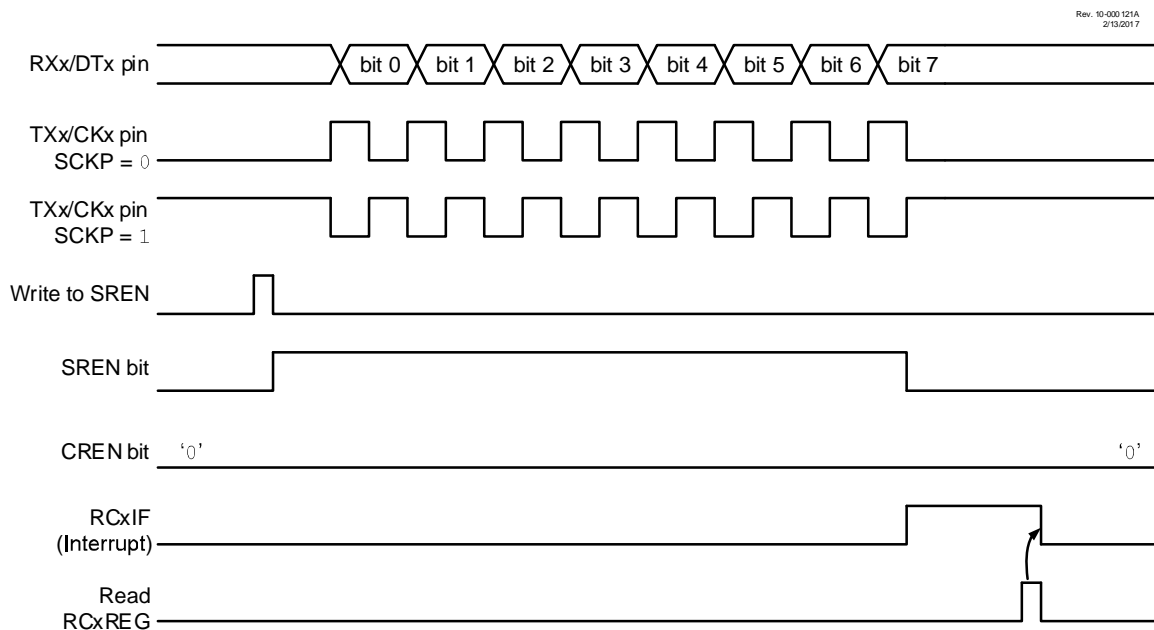 Rev. 10-000121A
2/13/2017
RXx/DTx pin
bit 0 bit 1 bit 2 bit 3 bit 4 bit 5 bit 6 bit 7
TXx/CKx pin
SCKP = 0
TXx/CKx pin
SCKP = 1
Write to SREN
SREN bit
CREN bit ‘0’ ‘0’
RCxIF
(Interrupt)
Read
RCxREG